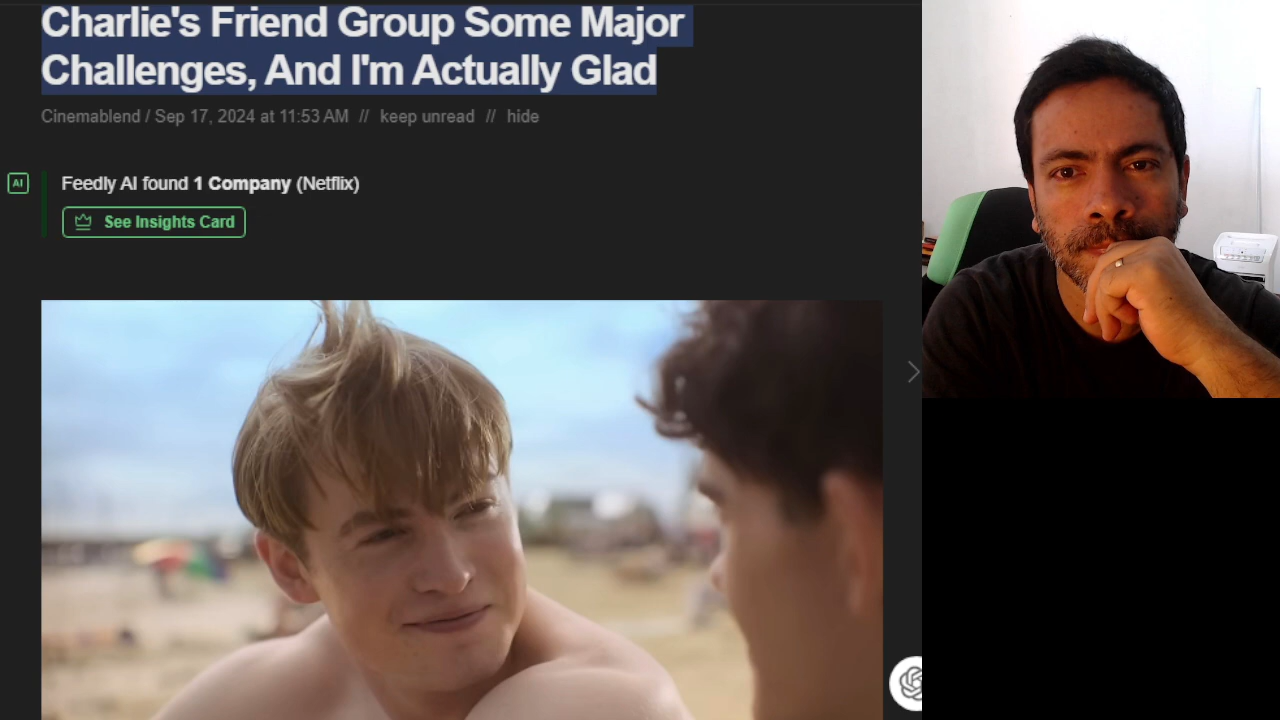 Charlie's Friend Group Some Major
Challenges, And I'm Actually Glad
Cinemablend / Sep 17, 2024 at 11:53 AM // keep unread // hide
AI
Feedly AI found 1 Company (Netflix)
See Insights Card